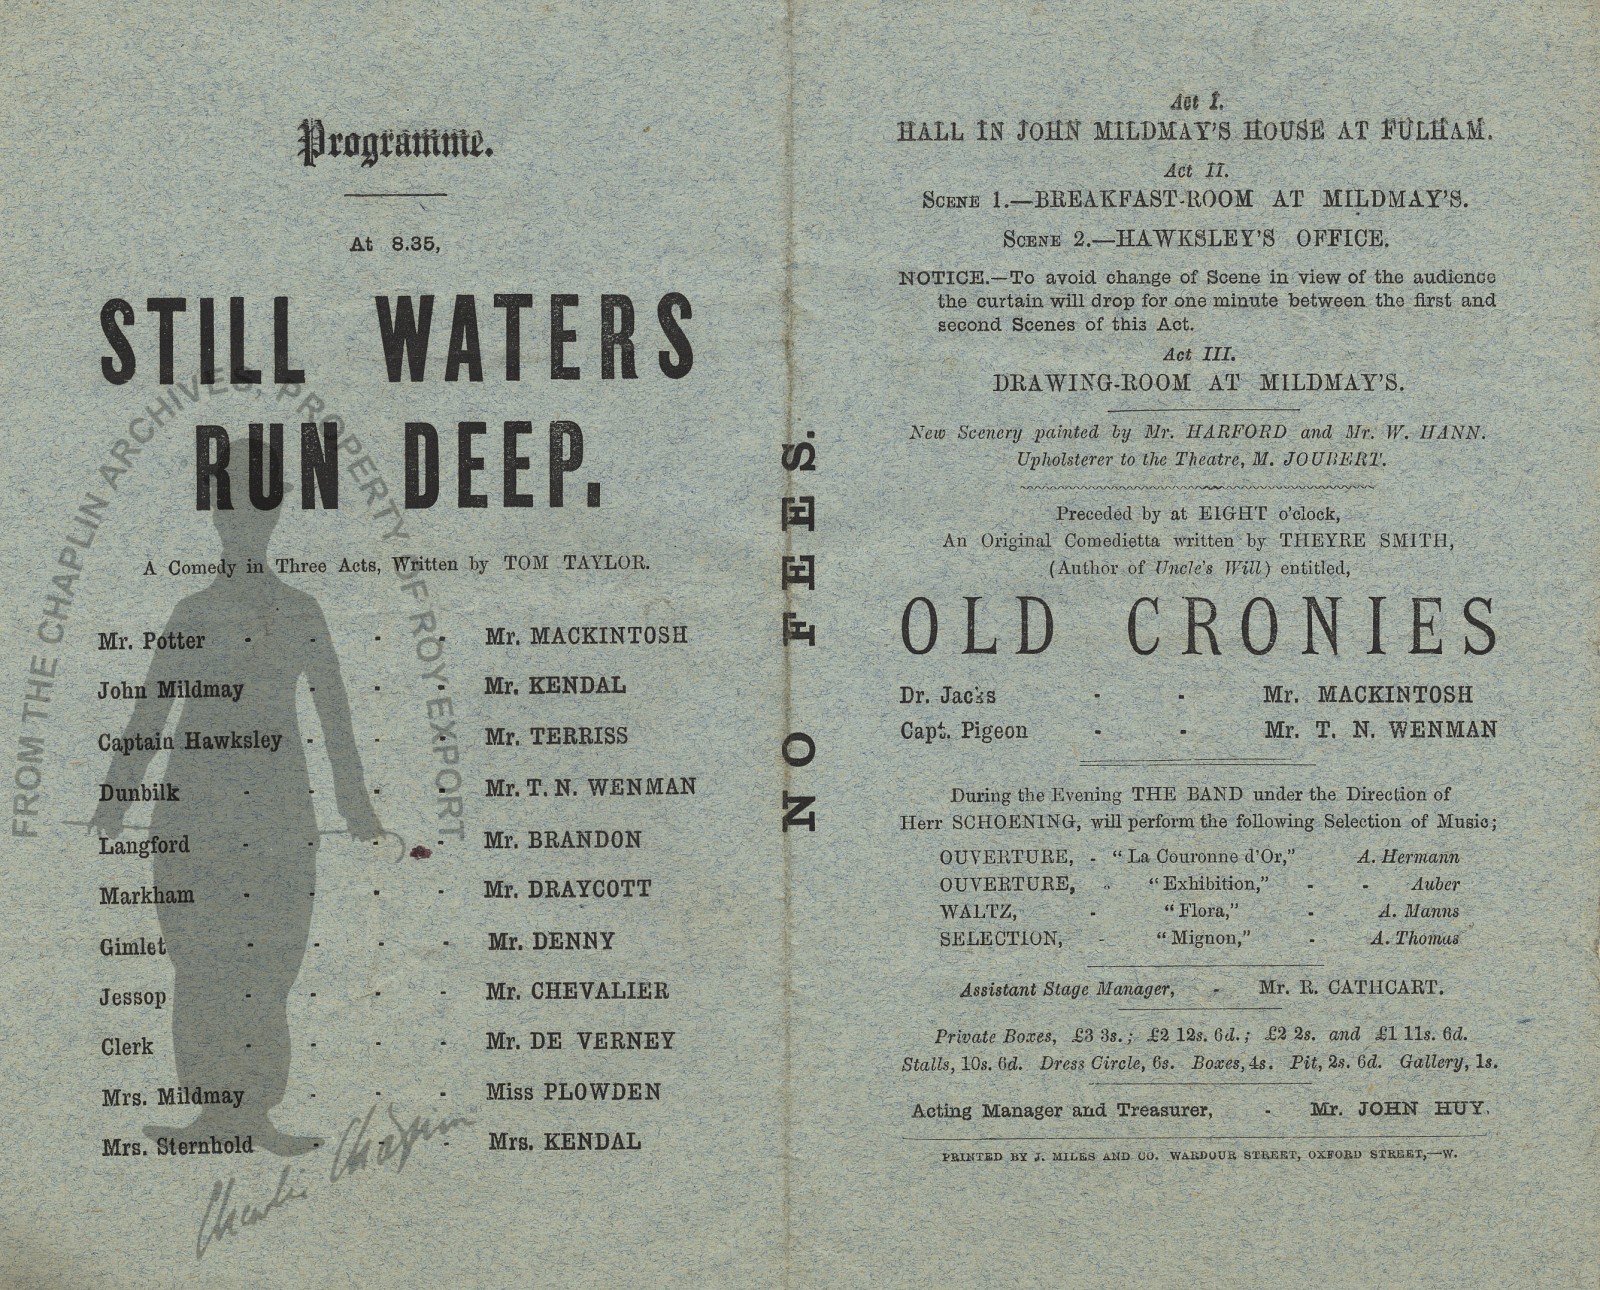 Programme.
At 8.35,
STILL WATERS
RUN DEEP.
A Comedy in Three Acts, Written by TOM TAYLOR.
Mr. Potter - - - - Mr. MACKINTOSH
John Mildmay - - - Mr. KENDAL
Captain Hawksley - - - Mr. TERRISS
Dunbilk - - - - Mr. T. N. WENMAN
Langford - - - - Mr. BRANDON
Markham - - - - Mr. DRAYCOTT
Gimlet - - - - Mr. DENNY
Jessop - - - - Mr. CHEVALIER
Clerk - - - - Mr. DE VERNEY
Mrs. Mildmay - - - Miss PLOWDEN
Mrs. Sternhold - - - Mrs. KENDAL
FROM THE CHAPLIN ARCHIVES, PROPERTY OF ROY EXPORT
Charlie Chaplin
NO FEES.
Act I.
HALL IN JOHN MILDMAY'S HOUSE AT FULHAM.
Act II.
SCENE 1.—BREAKFAST-ROOM AT MILDMAY'S.
SCENE 2.—HAWKSLEY'S OFFICE.
NOTICE.—To avoid change of Scene in view of the audience
the curtain will drop for one minute between the first and
second Scenes of this Act.
Act III.
DRAWING-ROOM AT MILDMAY'S.
New Scenery painted by Mr. HARFORD and Mr. W. HANN.
Upholsterer to the Theatre, M. JOUBERT.
Preceded by at EIGHT o'clock,
An Original Comedietta written by THEYRE SMITH,
(Author of Uncle's Will) entitled,
OLD CRONIES
Dr. Jacks - - Mr. MACKINTOSH
Capt. Pigeon - - Mr. T. N. WENMAN
During the Evening THE BAND under the Direction of
Herr SCHOENING, will perform the following Selection of Music;
OUVERTURE, - "La Couronne d'Or," A. Hermann
OUVERTURE, - "Exhibition," - - Auber
WALTZ, - "Flora," - A. Manns
SELECTION, - "Mignon," - A. Thomas
Assistant Stage Manager, - Mr. R. CATHCART.
Private Boxes, £3 3s.; £2 12s. 6d.; £2 2s. and £1 11s. 6d.
Stalls, 10s. 6d. Dress Circle, 6s. Boxes, 4s. Pit, 2s. 6d. Gallery, 1s.
Acting Manager and Treasurer, - Mr. JOHN HUY.
PRINTED BY J. MILES AND CO. WARDOUR STREET, OXFORD STREET,—W.